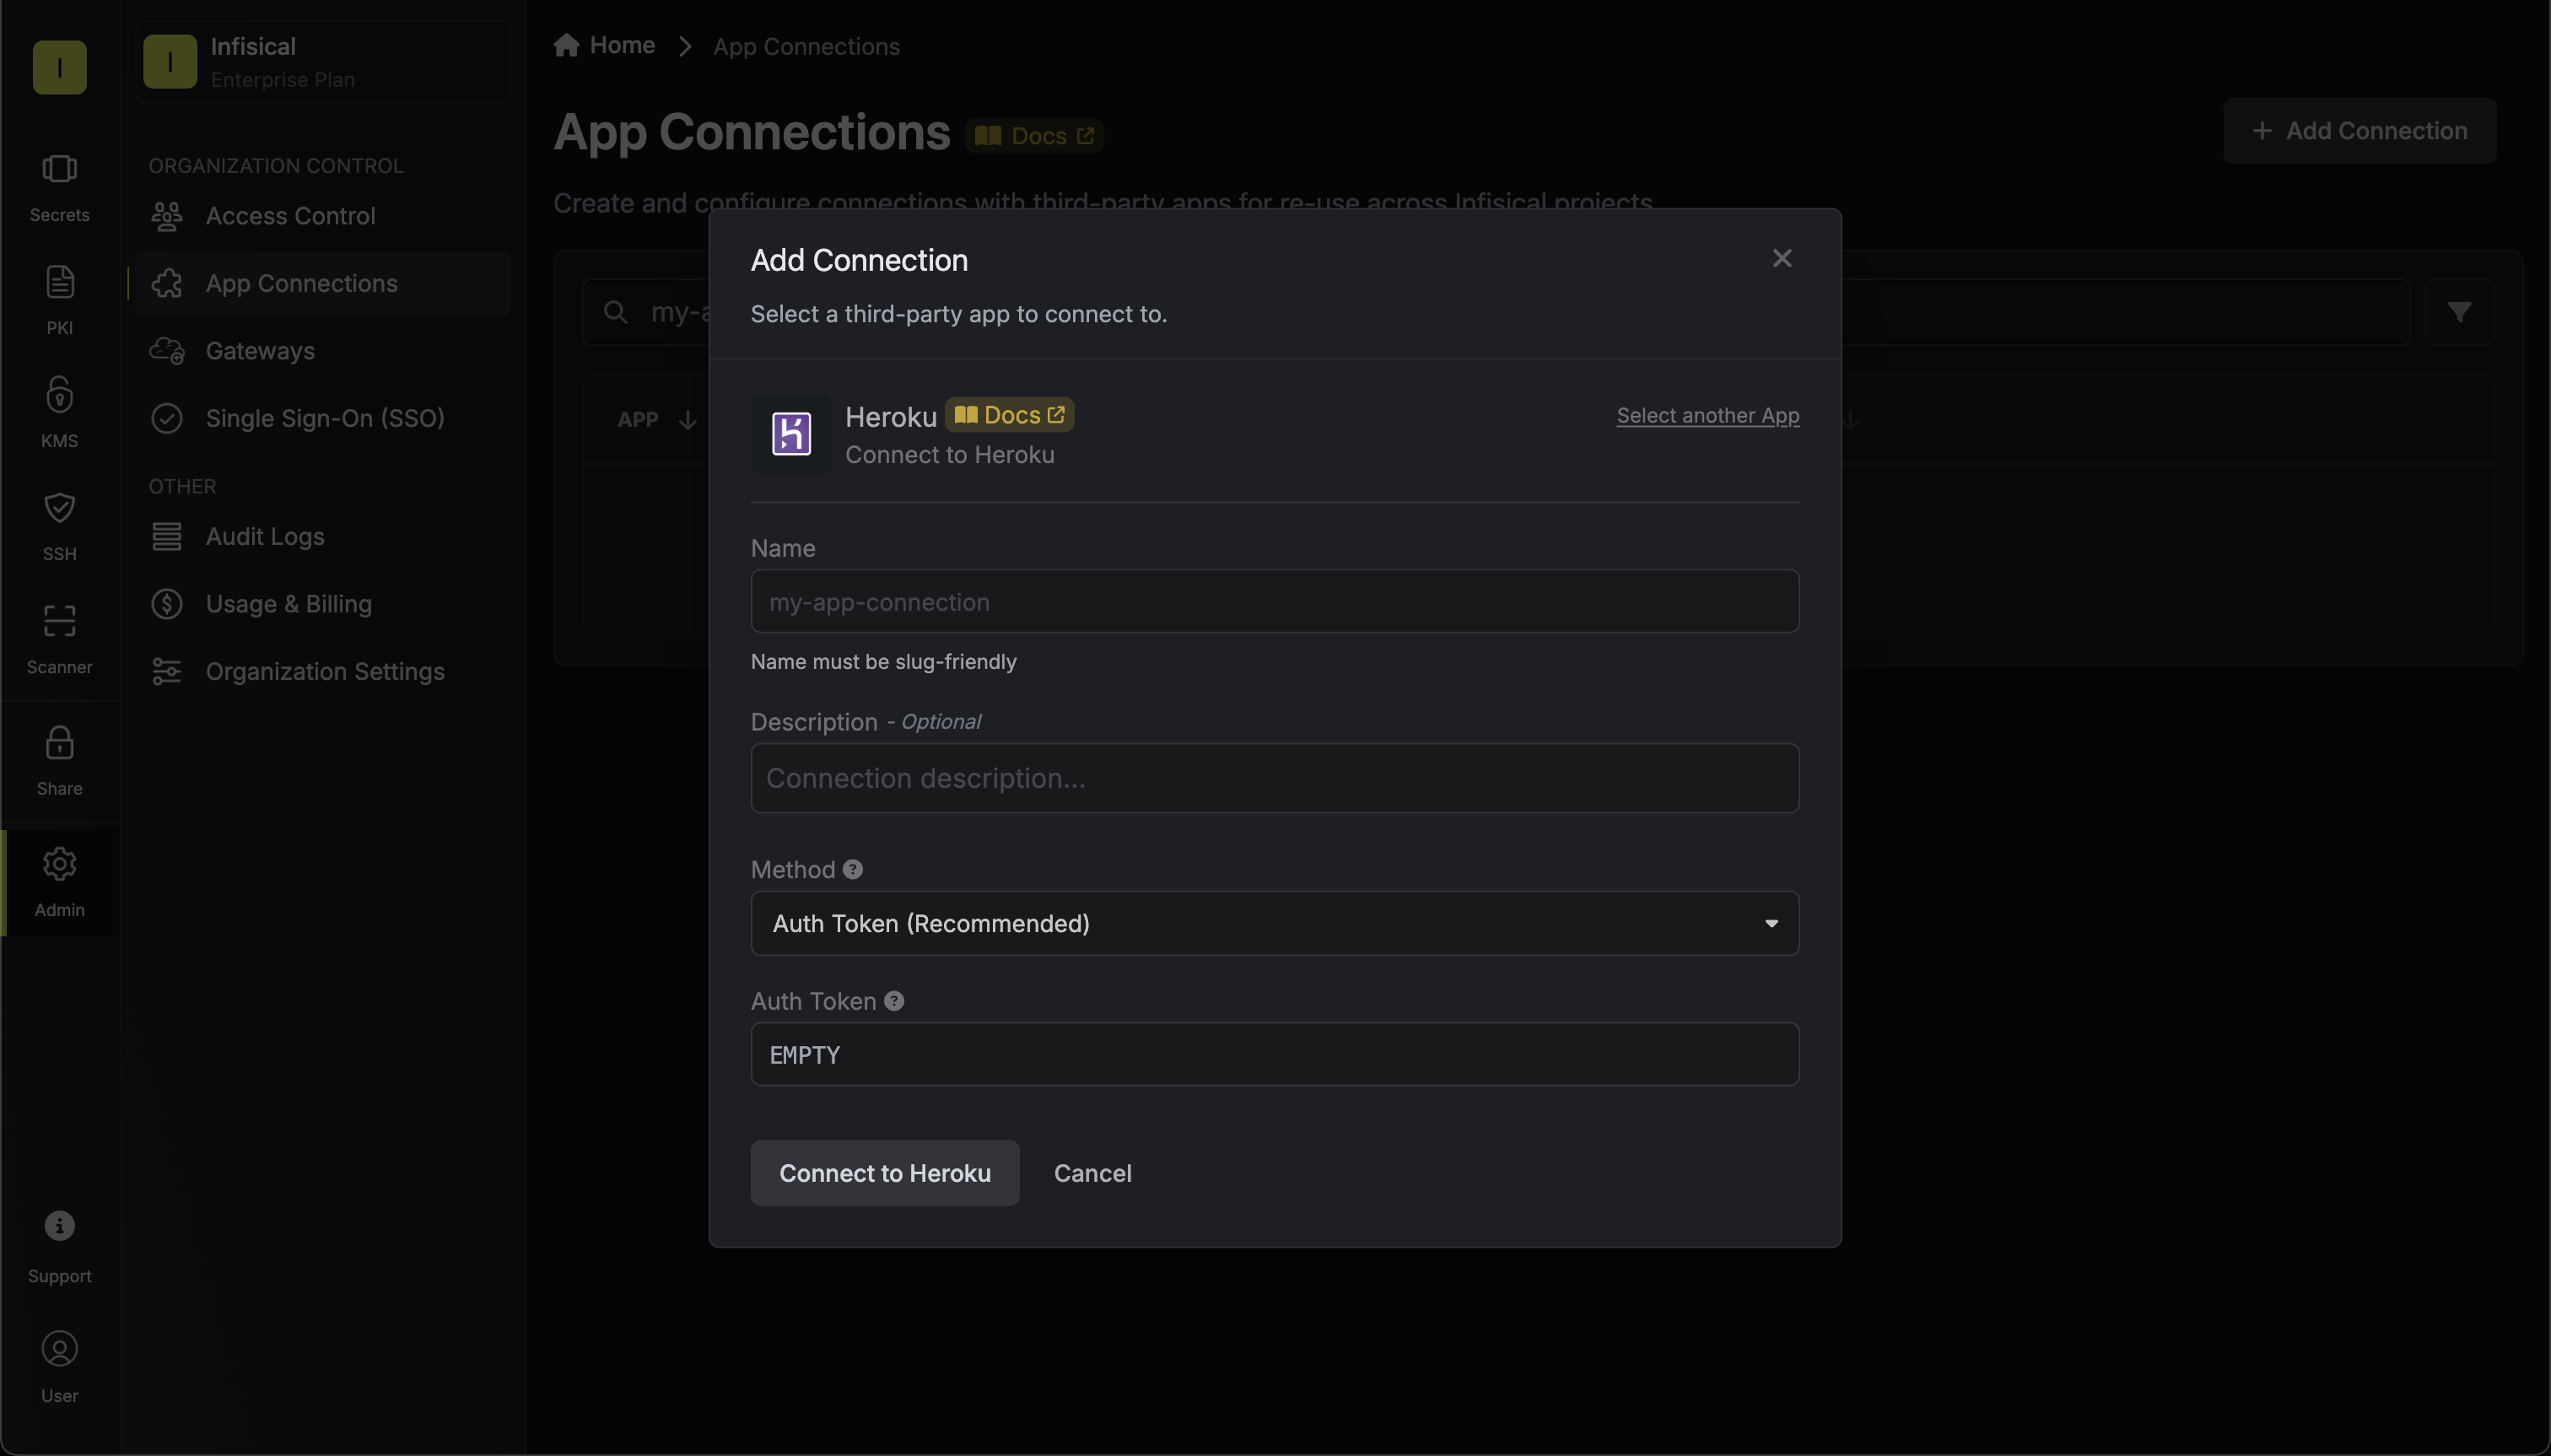 I
Secrets
PKI
KMS
SSH
Scanner
Share
Admin
Support
User
I
Infisical
Enterprise Plan
ORGANIZATION CONTROL
Access Control
App Connections
Gateways
Single Sign-On (SSO)
OTHER
Audit Logs
Usage & Billing
Organization Settings
Home
App Connections
App Connections
Docs
+ Add Connection
Create and configure connections with third-party apps for re-use across Infisical projects
my-a
APP
Add Connection
Select a third-party app to connect to.
Heroku
Docs
Connect to Heroku
Select another App
Name
my-app-connection
Name must be slug-friendly
Description - Optional
Connection description...
Method
Auth Token (Recommended)
Auth Token
EMPTY
Connect to Heroku
Cancel